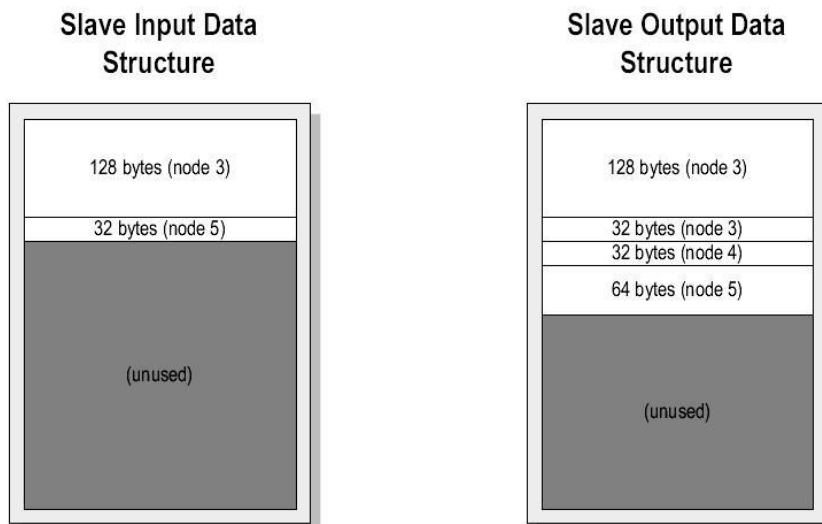 Slave Input Data
Structure
128 bytes (node 3)
32 bytes (node 5)
(unused)
Slave Output Data
Structure
128 bytes (node 3)
32 bytes (node 3)
32 bytes (node 4)
64 bytes (node 5)
(unused)